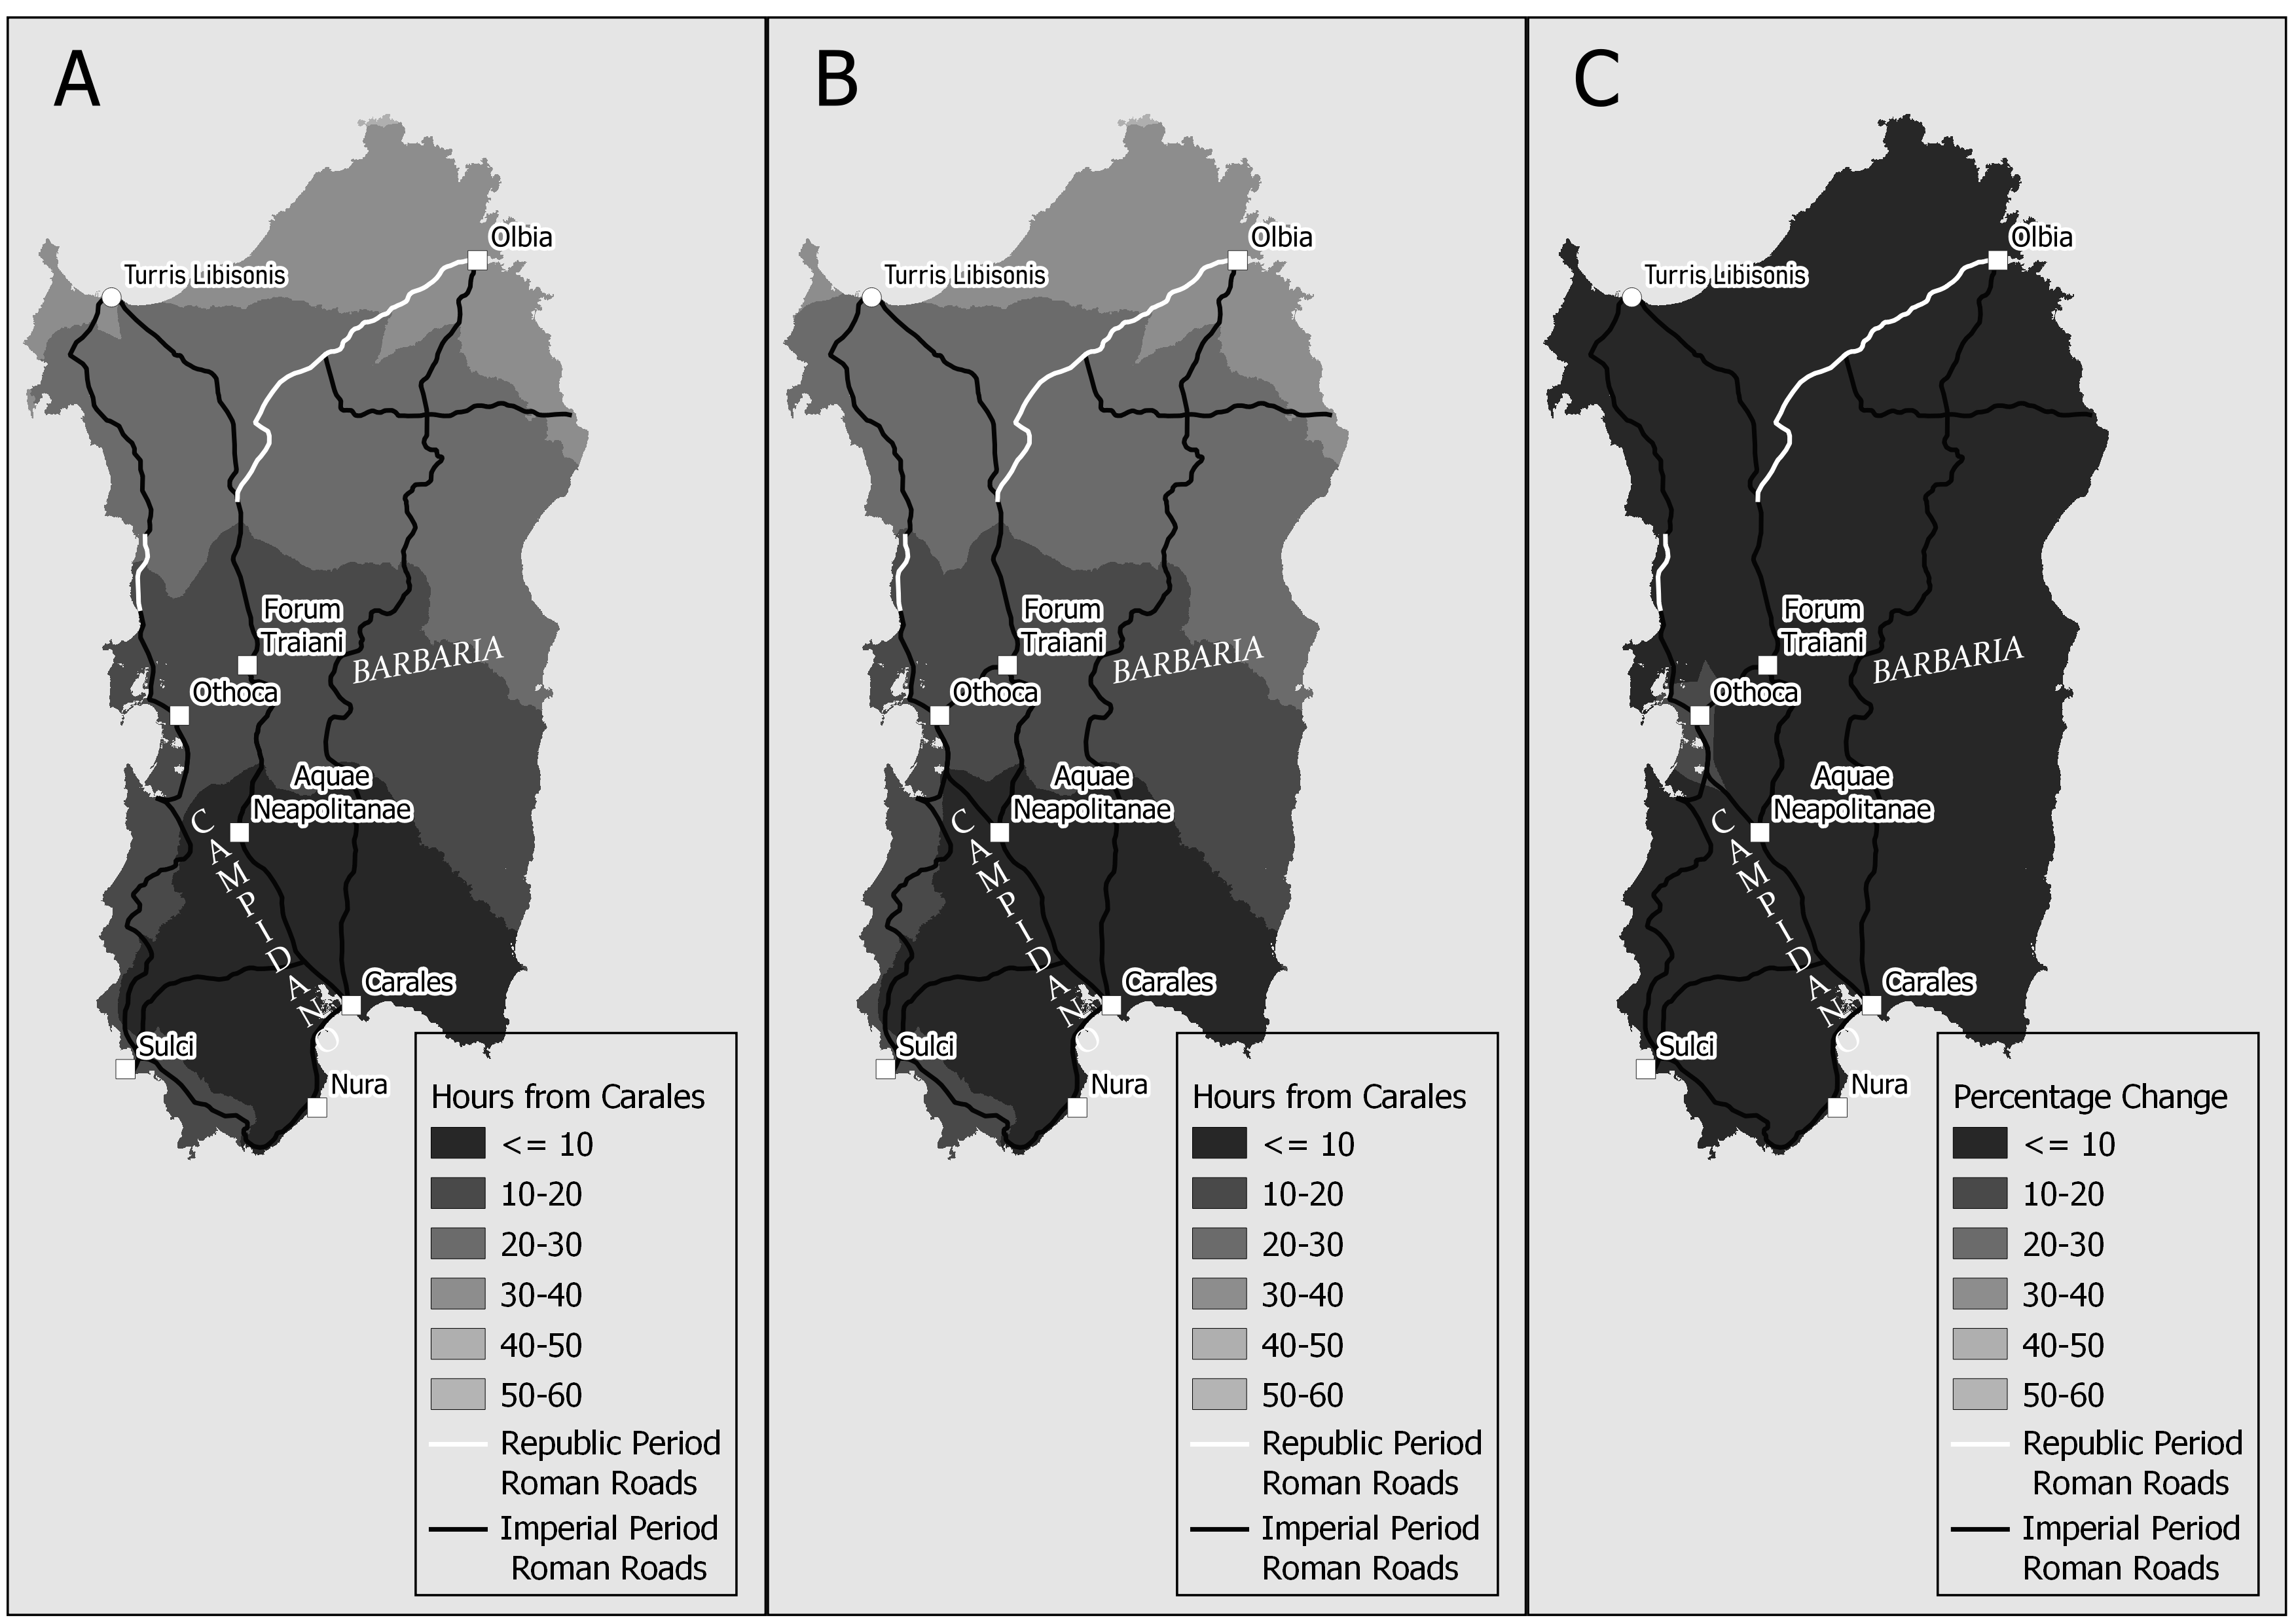 A
Olbia
Turris Libisonis
Forum
Traiani
BARBARIA
Othoca
Aquae
Neapolitanae
CAMPIDANO
Carales
Sulci
Nura
Hours from Carales
<= 10
10-20
20-30
30-40
40-50
50-60
Republic Period
Roman Roads
Imperial Period
Roman Roads
B
Olbia
Turris Libisonis
Forum
Traiani
BARBARIA
Othoca
Aquae
Neapolitanae
CAMPIDANO
Carales
Sulci
Nura
Hours from Carales
<= 10
10-20
20-30
30-40
40-50
50-60
Republic Period
Roman Roads
Imperial Period
Roman Roads
C
Olbia
Turris Libisonis
Forum
Traiani
BARBARIA
Othoca
Aquae
Neapolitanae
CAMPIDANO
Carales
Sulci
Nura
Percentage Change
<= 10
10-20
20-30
30-40
40-50
50-60
Republic Period
Roman Roads
Imperial Period
Roman Roads